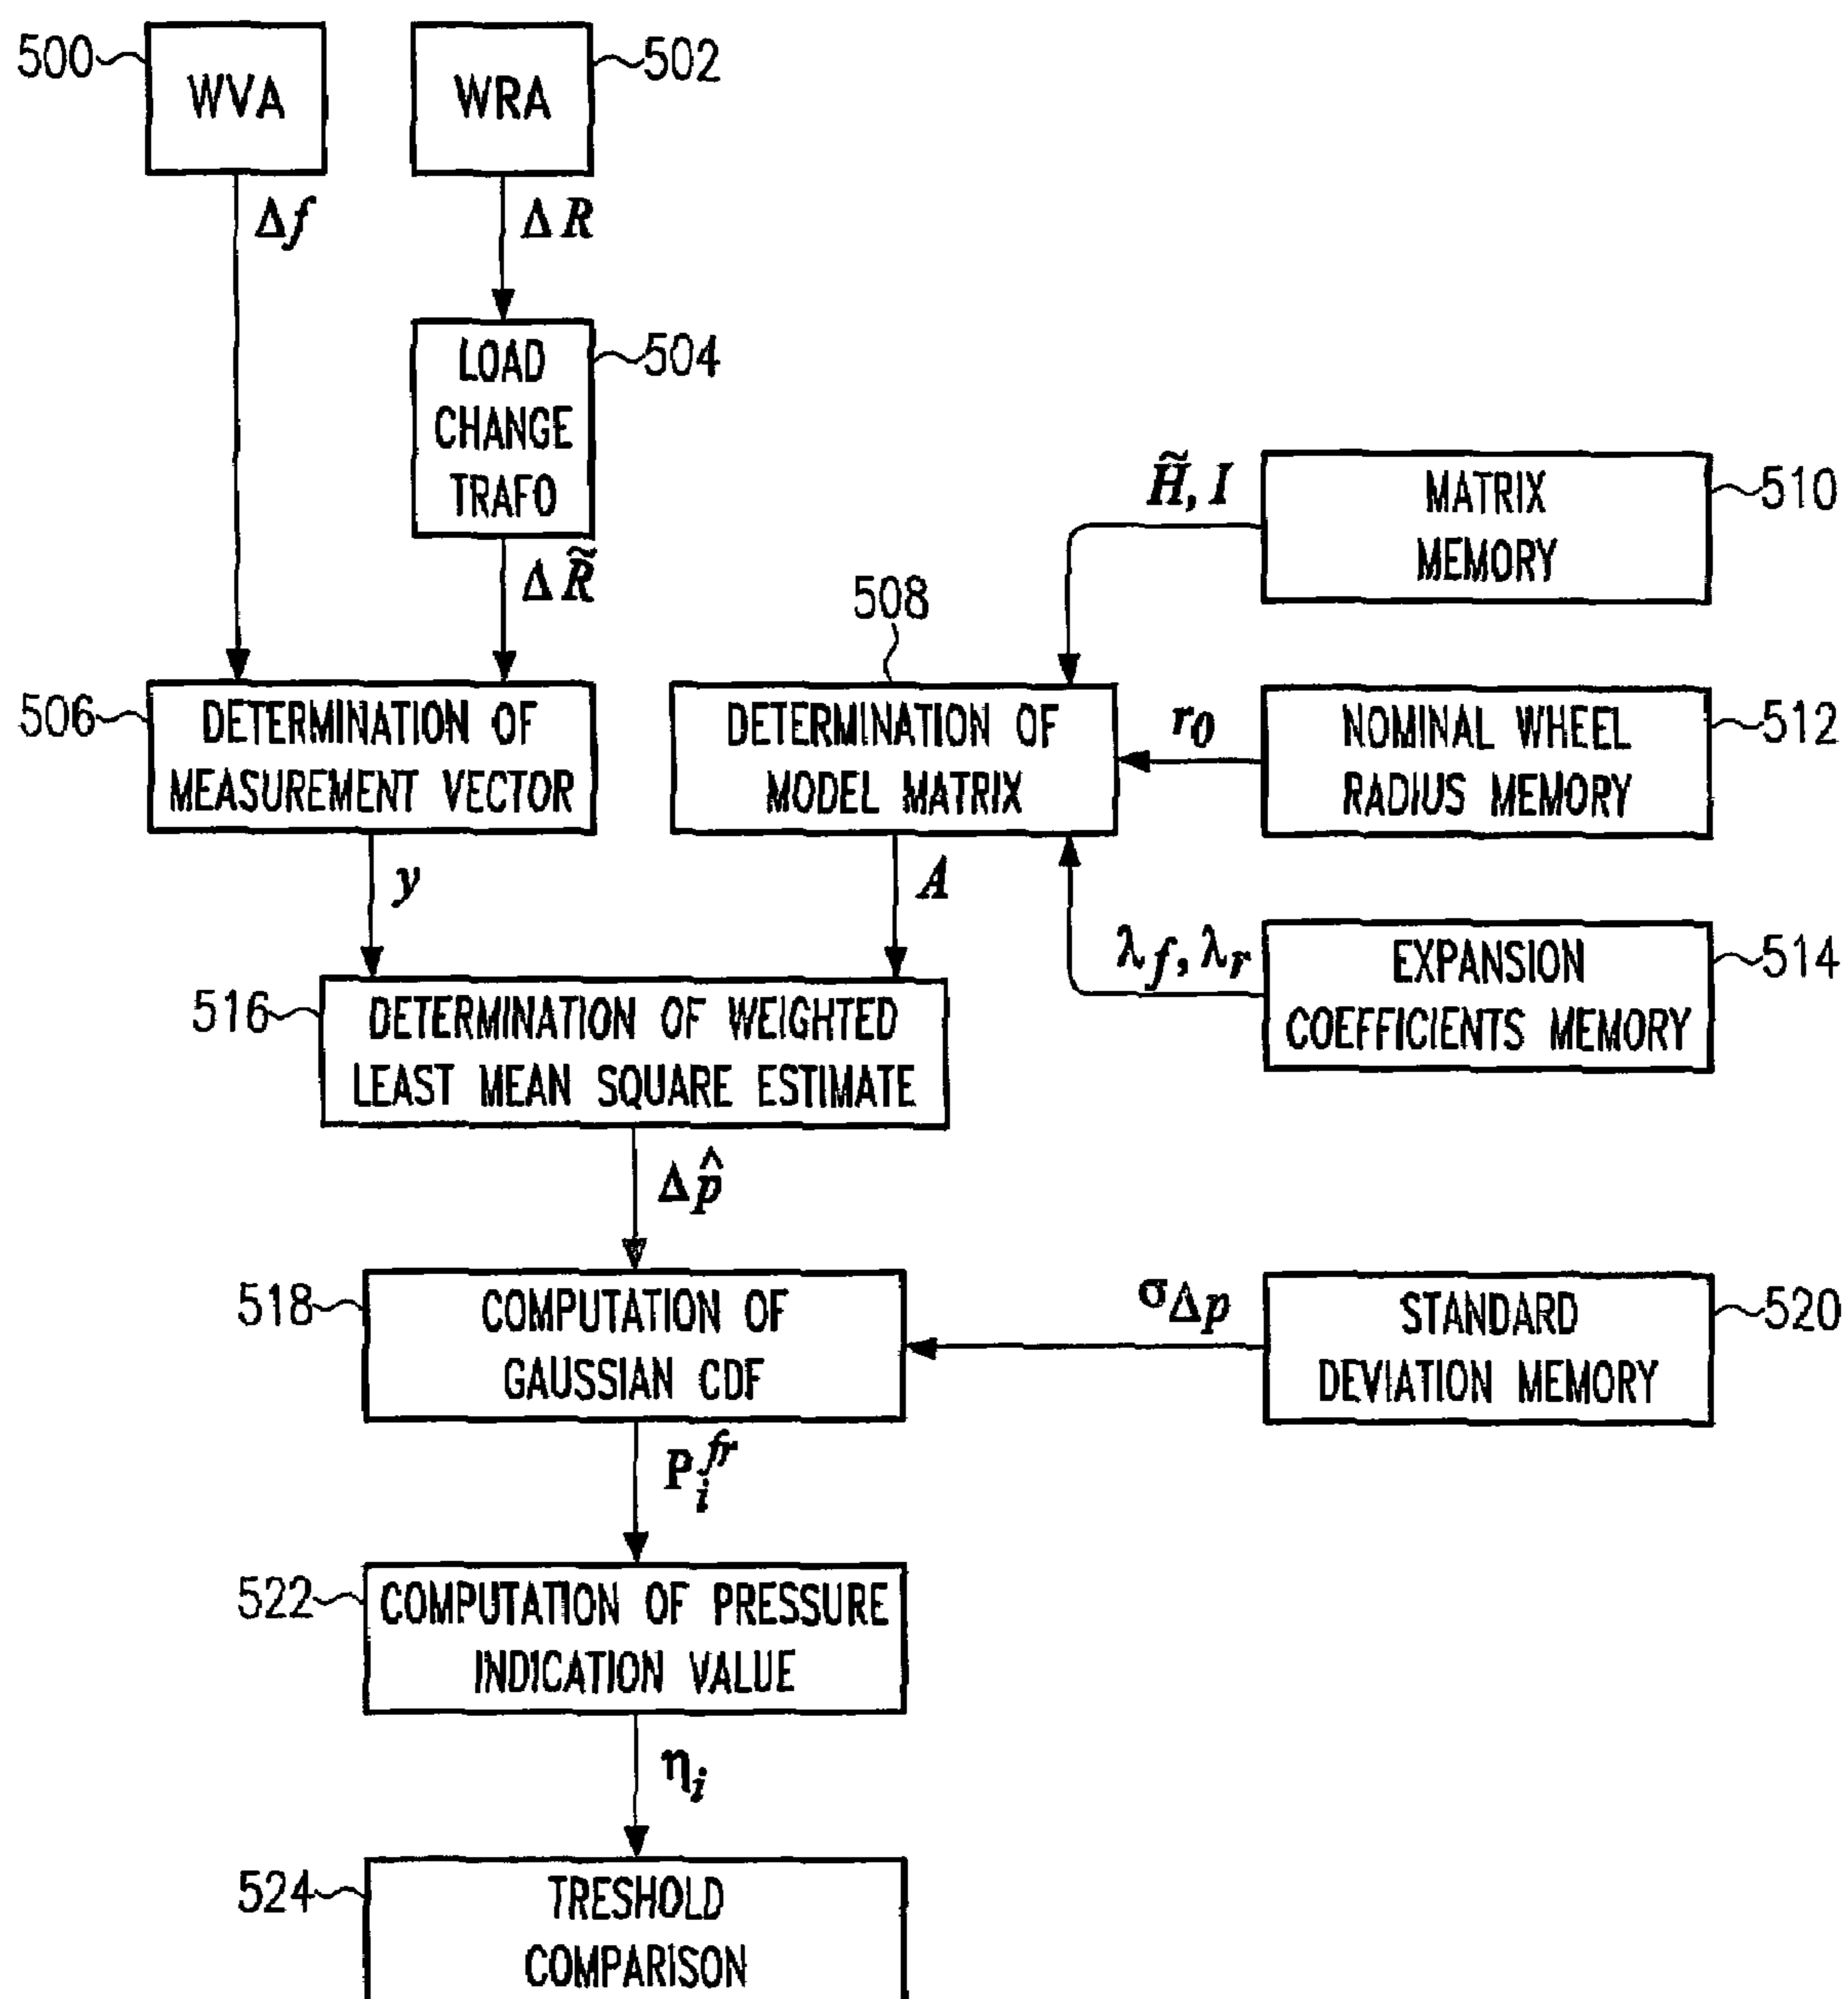 500
WVA
WRA
502
Δf
ΔR
LOAD
CHANGE
TRAFO
504
ΔR̃
H̃, I
MATRIX
MEMORY
510
508
506
DETERMINATION OF
MEASUREMENT VECTOR
DETERMINATION OF
MODEL MATRIX
r₀
NOMINAL WHEEL
RADIUS MEMORY
512
y
A
λf, λr
EXPANSION
COEFFICIENTS MEMORY
514
516
DETERMINATION OF WEIGHTED
LEAST MEAN SQUARE ESTIMATE
Δp̂
518
COMPUTATION OF
GAUSSIAN CDF
σΔp
STANDARD
DEVIATION MEMORY
520
Pᵢᶠʳ
522
COMPUTATION OF PRESSURE
INDICATION VALUE
ηᵢ
524
TRESHOLD
COMPARISON